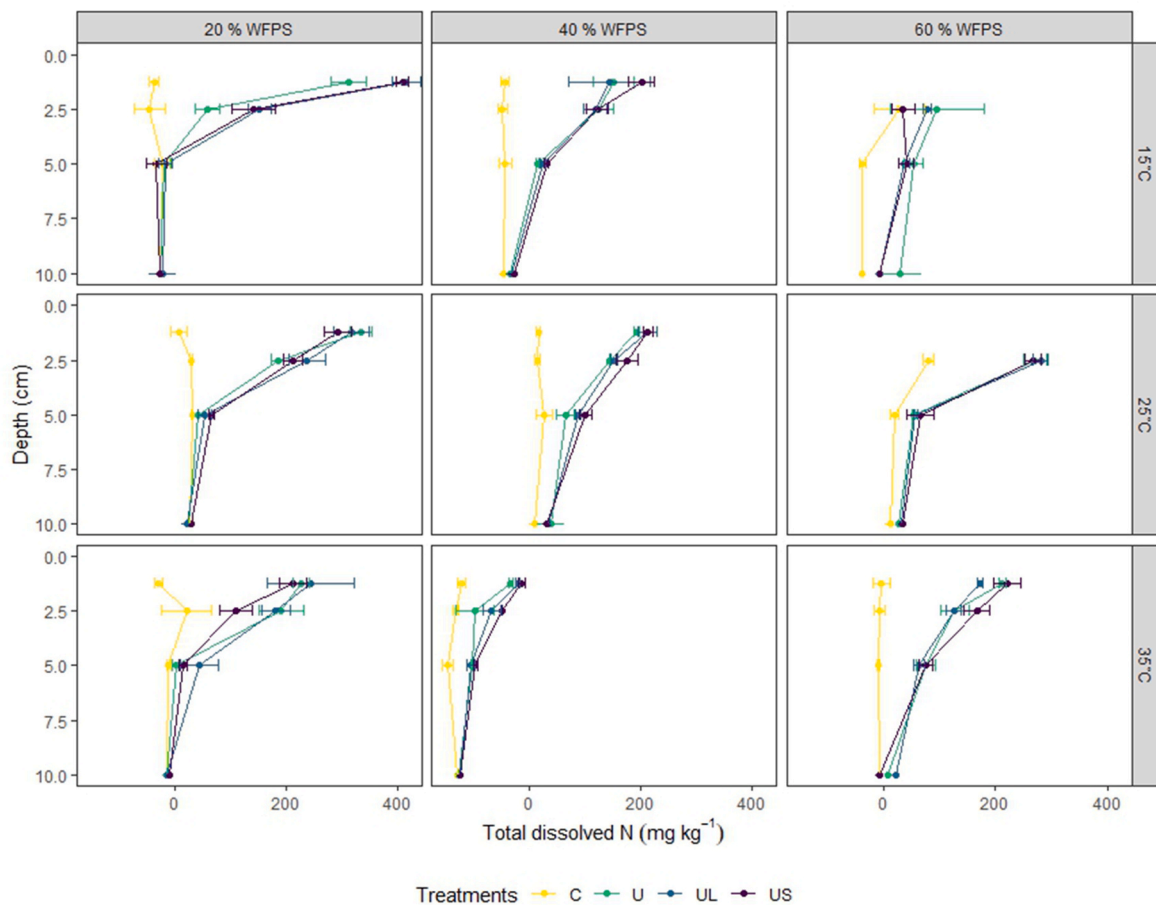 20 % WFPS
40 % WFPS
60 % WFPS
0.0
2.5
5.0
7.5
10.0
15°C
0.0
2.5
5.0
7.5
10.0
25°C
0.0
2.5
5.0
7.5
10.0
35°C
Depth (cm)
0 200 400
0 200 400
0 200 400
Total dissolved N (mg kg⁻¹)
Treatments C U UL US